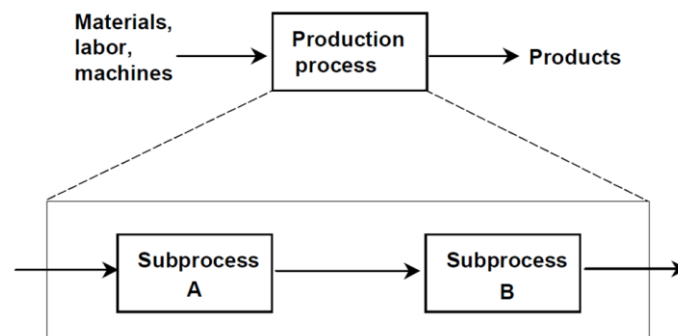 Materials,
labor,
machines
Production
process
Products
Subprocess
A
Subprocess
B